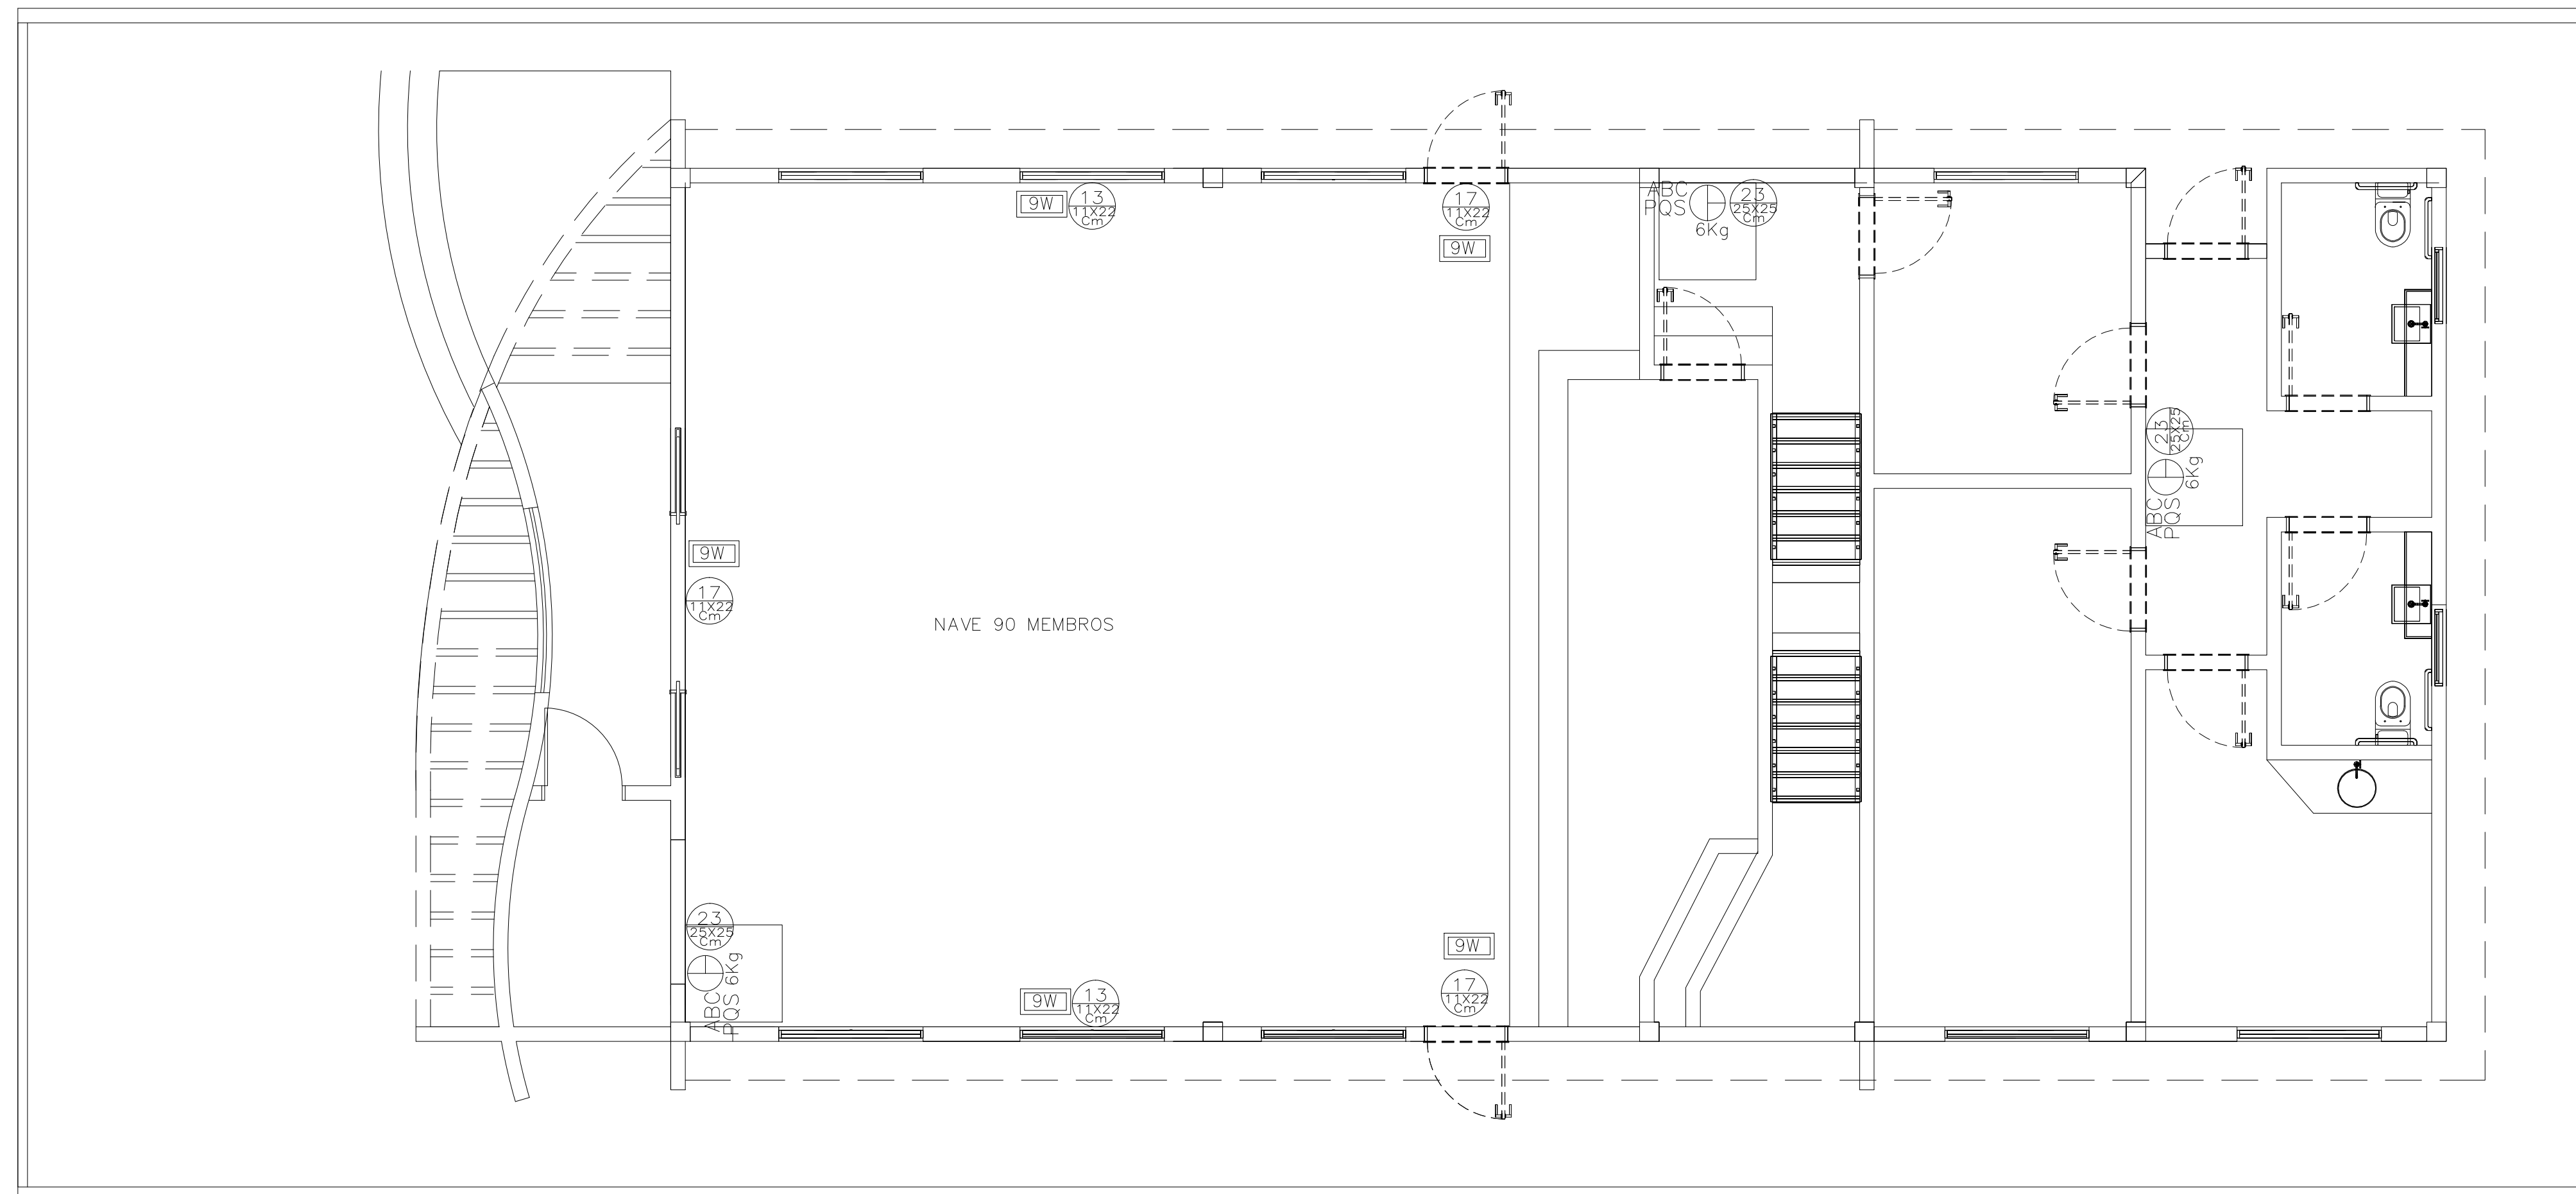 9W
13
11X22
Cm
17
11X22
Cm
9W
ABC
PQS
6Kg
23
25X25
Cm
23
25X25
Cm
6Kg
ABC
PQS
9W
17
11X22
Cm
NAVE 90 MEMBROS
23
25X25
Cm
ABC
PQS 6Kg
9W
13
11X22
Cm
9W
17
11X22
Cm